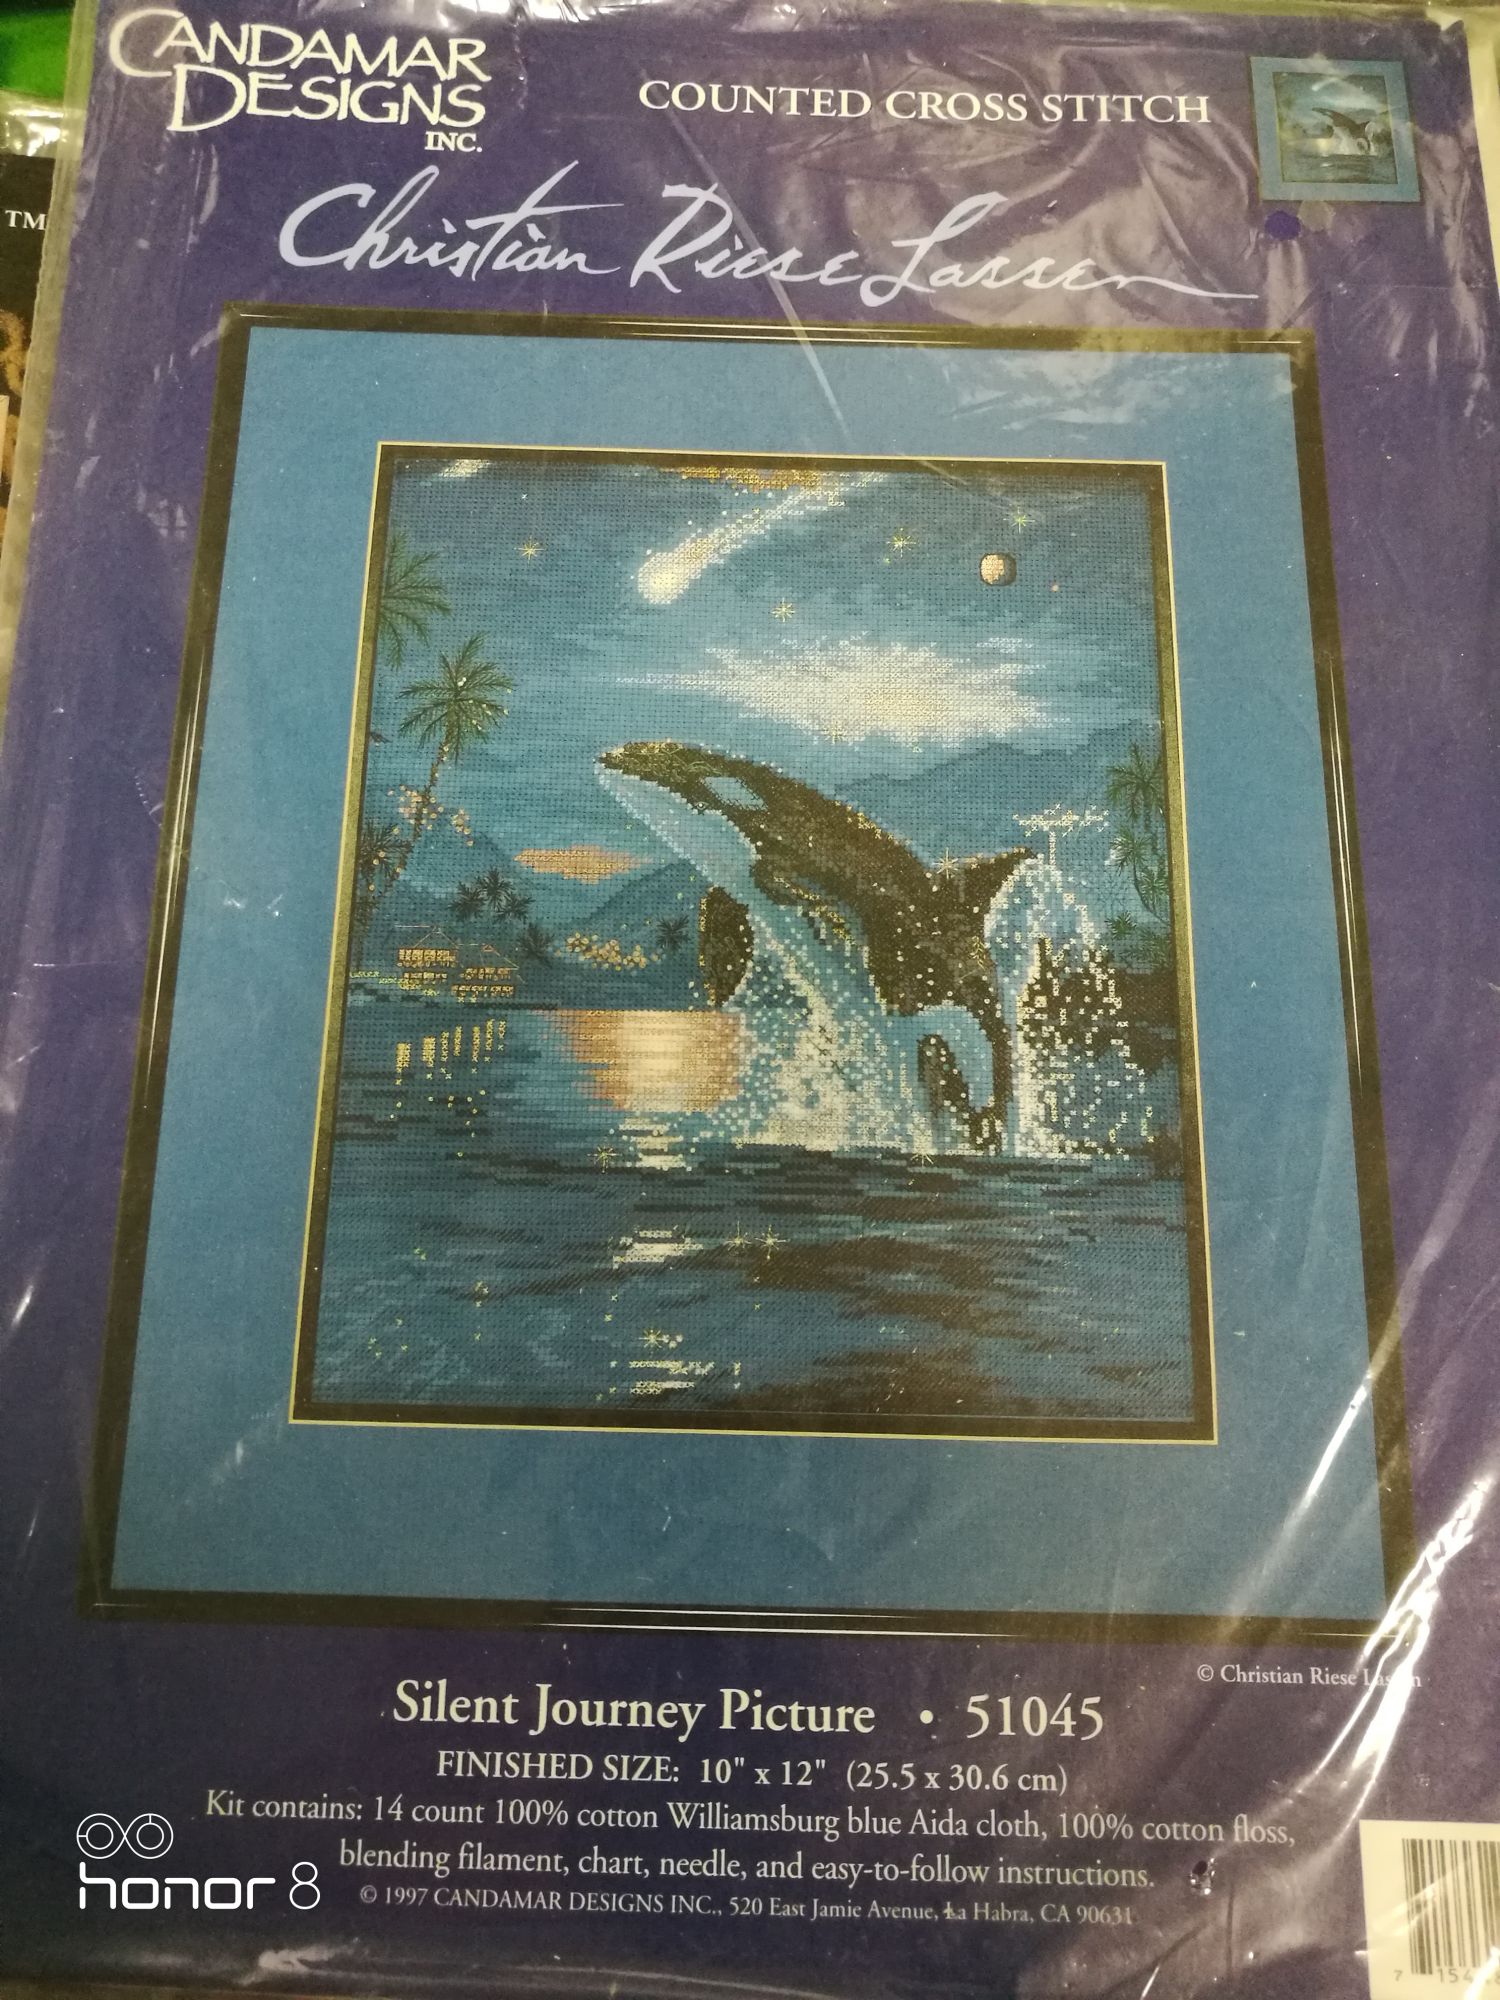 CANDAMAR
DESIGNS
INC.
COUNTED CROSS STITCH
TM
Christian Riese Lassen
© Christian Riese
Silent Journey Picture • 51045
FINISHED SIZE: 10" x 12" (25.5 x 30.6 cm)
Kit contains: 14 count 100% cotton Williamsburg blue Aida cloth, 100% cotton floss,
blending filament, chart, needle, and easy-to-follow instructions.
© 1997 CANDAMAR DESIGNS INC., 520 East Jamie Avenue, La Habra, CA 90631
honor 8
7